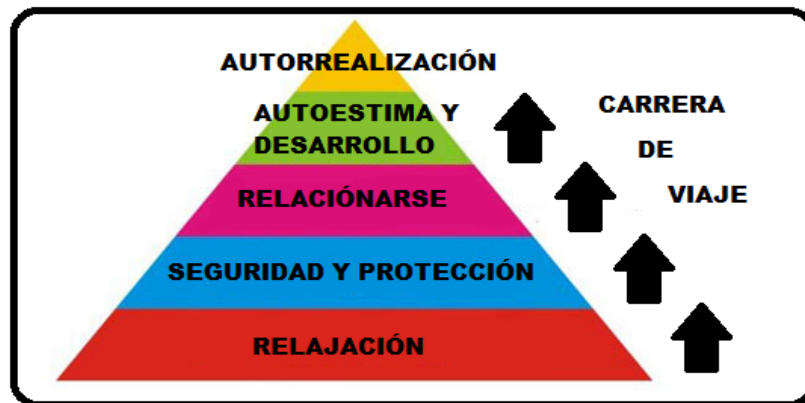 AUTORREALIZACIÓN
AUTOESTIMA Y
DESARROLLO
RELACIÓNARSE
SEGURIDAD Y PROTECCIÓN
RELAJACIÓN
CARRERA
DE
VIAJE